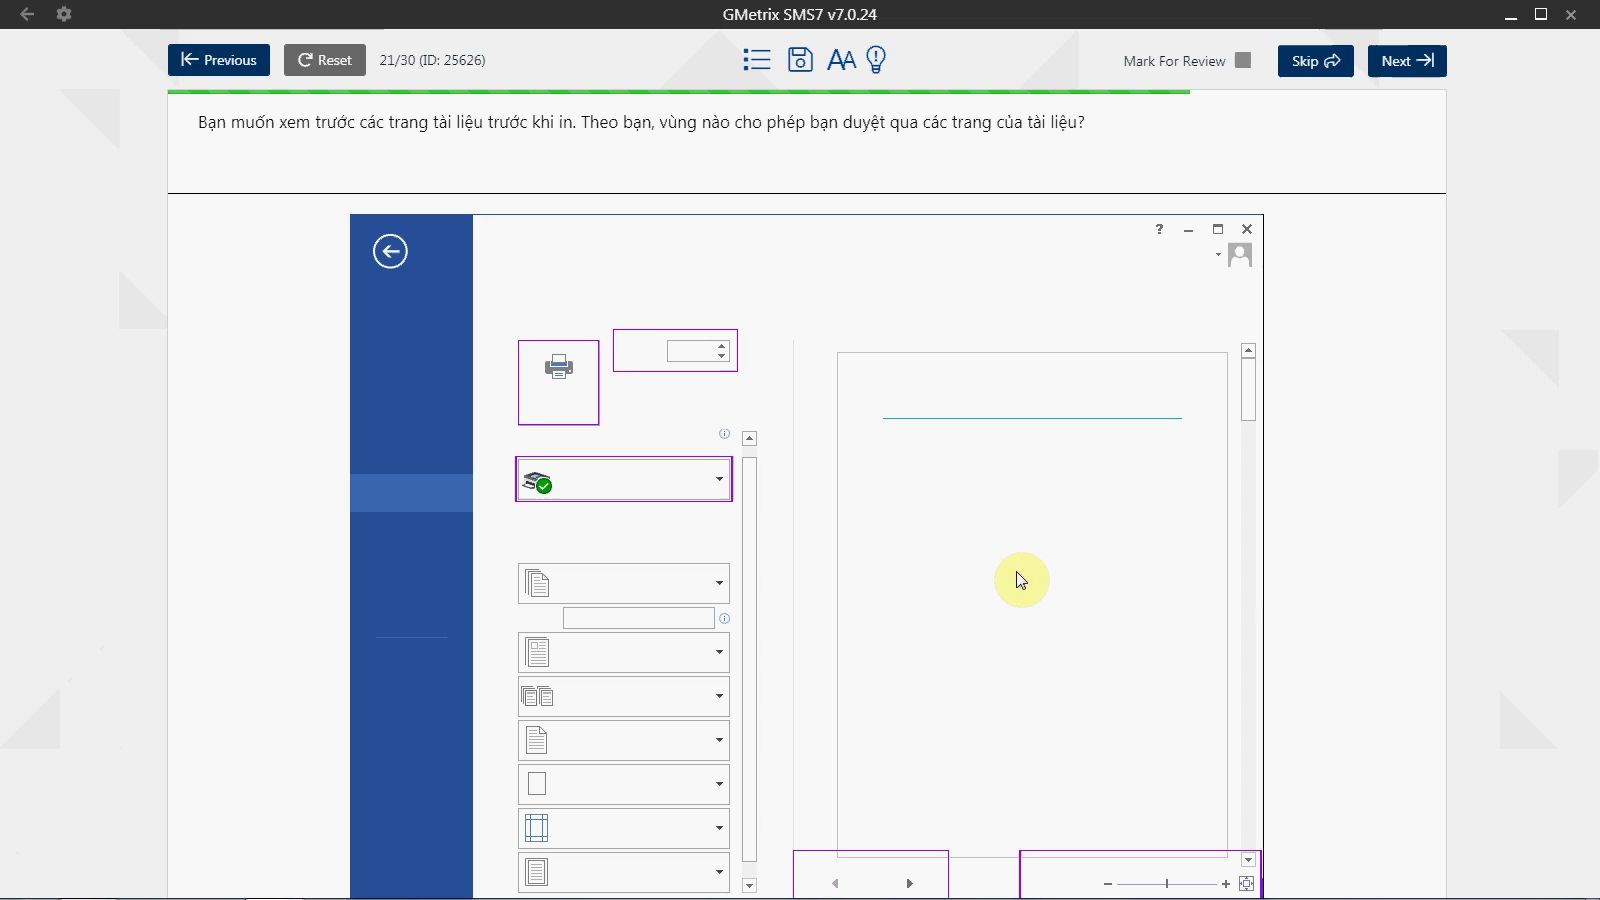 GMetrix SMS7 v7.0.24
Previous
Reset
21/30 (ID: 25626)
AA
Mark For Review
Skip
Next
Bạn muốn xem trước các trang tài liệu trước khi in. Theo bạn, vùng nào cho phép bạn duyệt qua các trang của tài liệu?
?